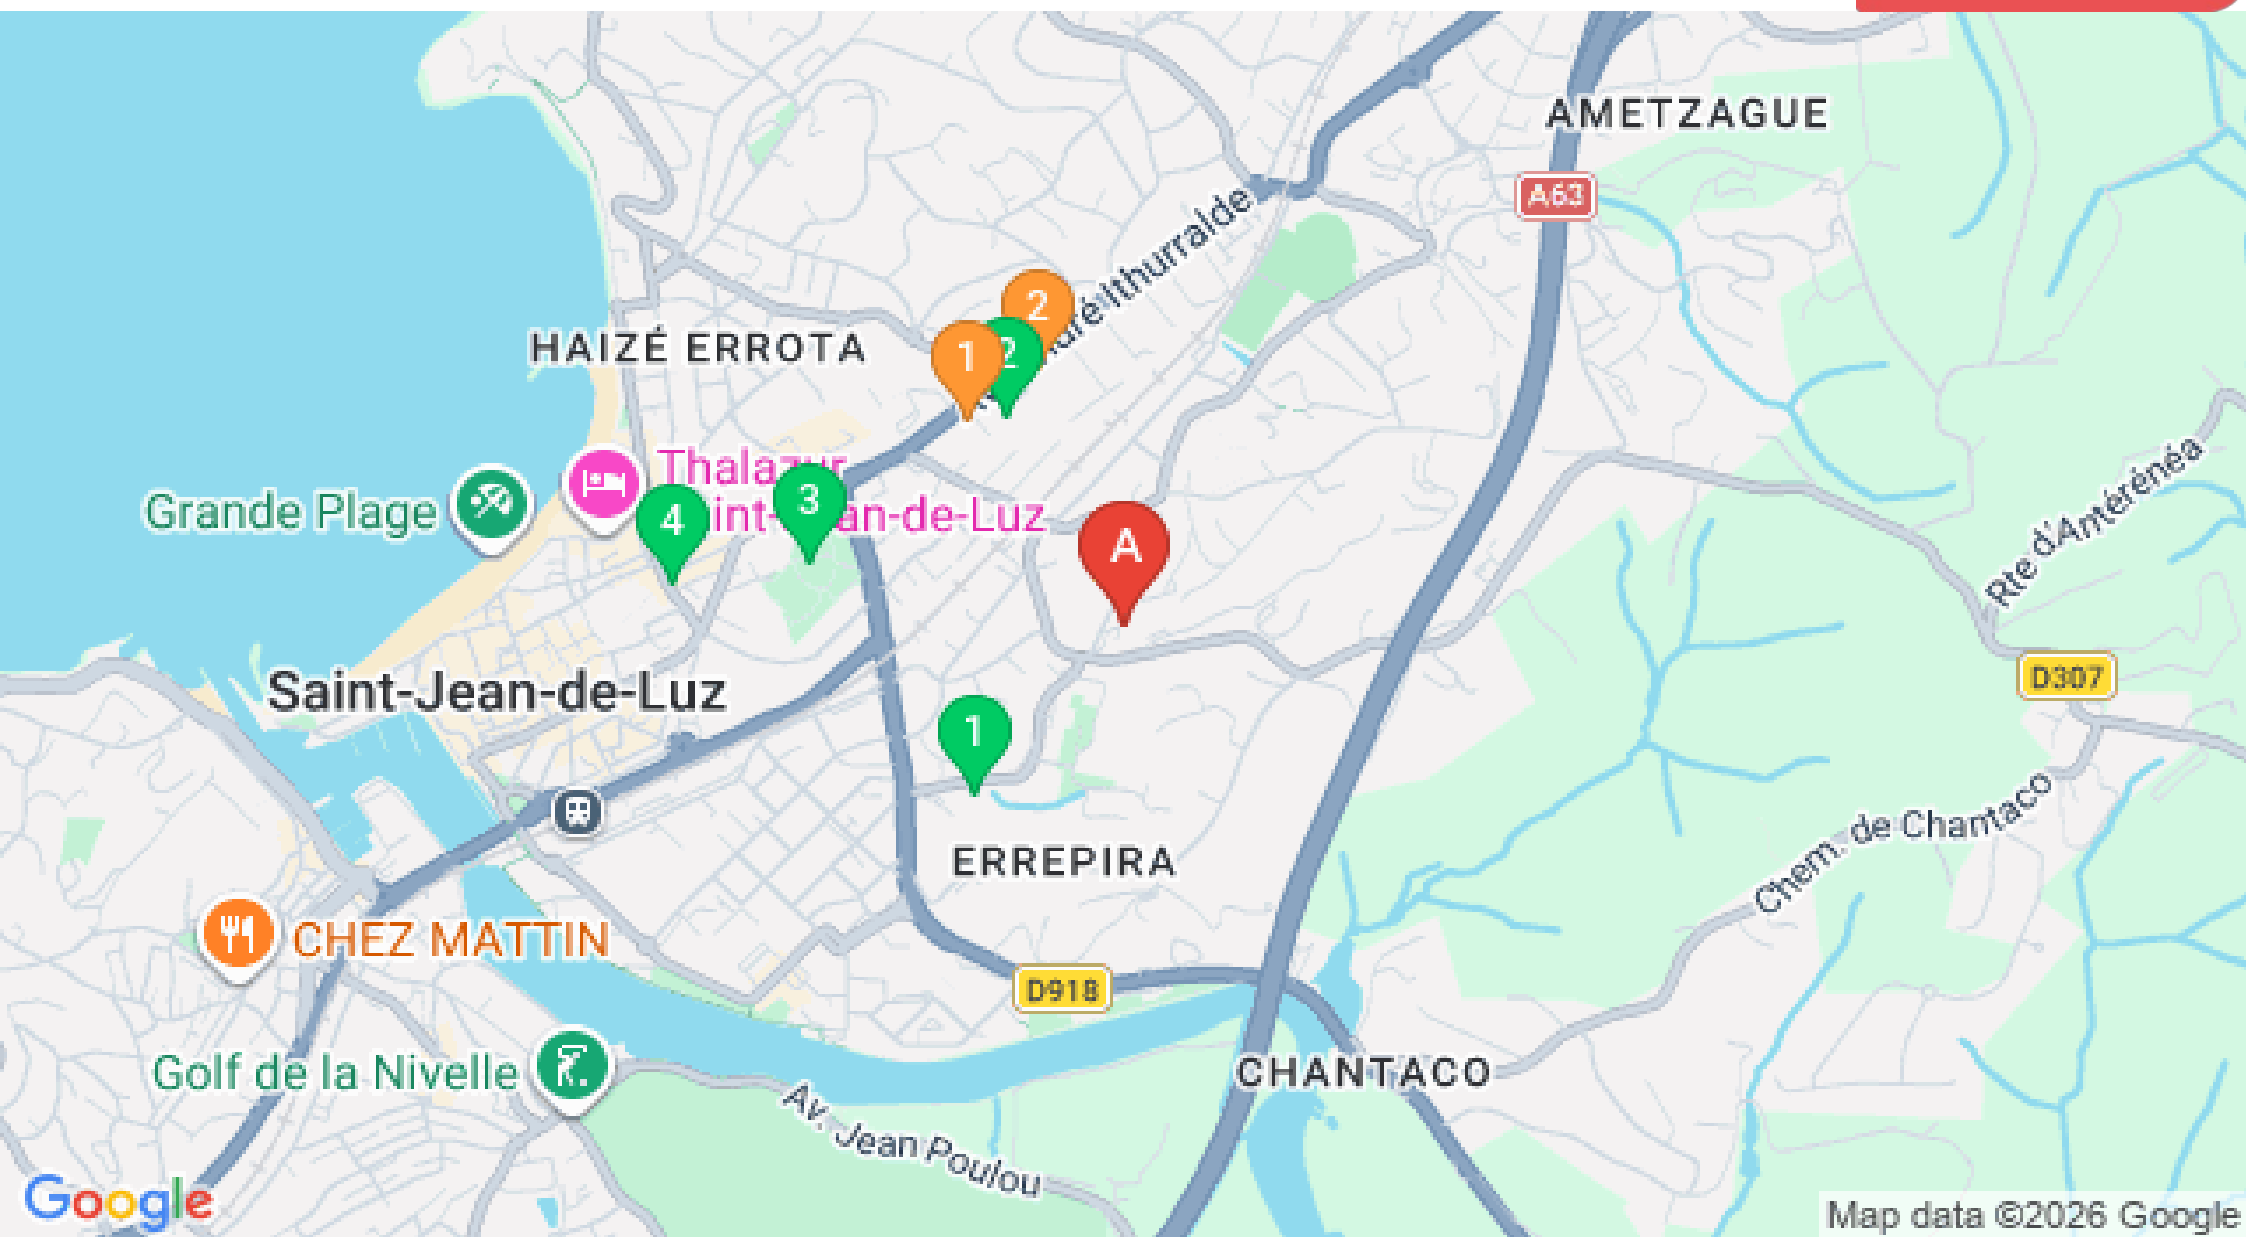 AMETZAGUE
A63
Ithurralde
2
HAIZÉ ERROTA
1
2
Rte d'Antérénéa
Grande Plage
Thalazur
Saint-Jean-de-Luz
4
3
A
Saint-Jean-de-Luz
D307
1
Chem. de Chantaco
ERREPIRA
CHEZ MATTIN
D918
Golf de la Nivelle
CHANTACO
Av. Jean Poulou
Google
Map data ©2026 Google